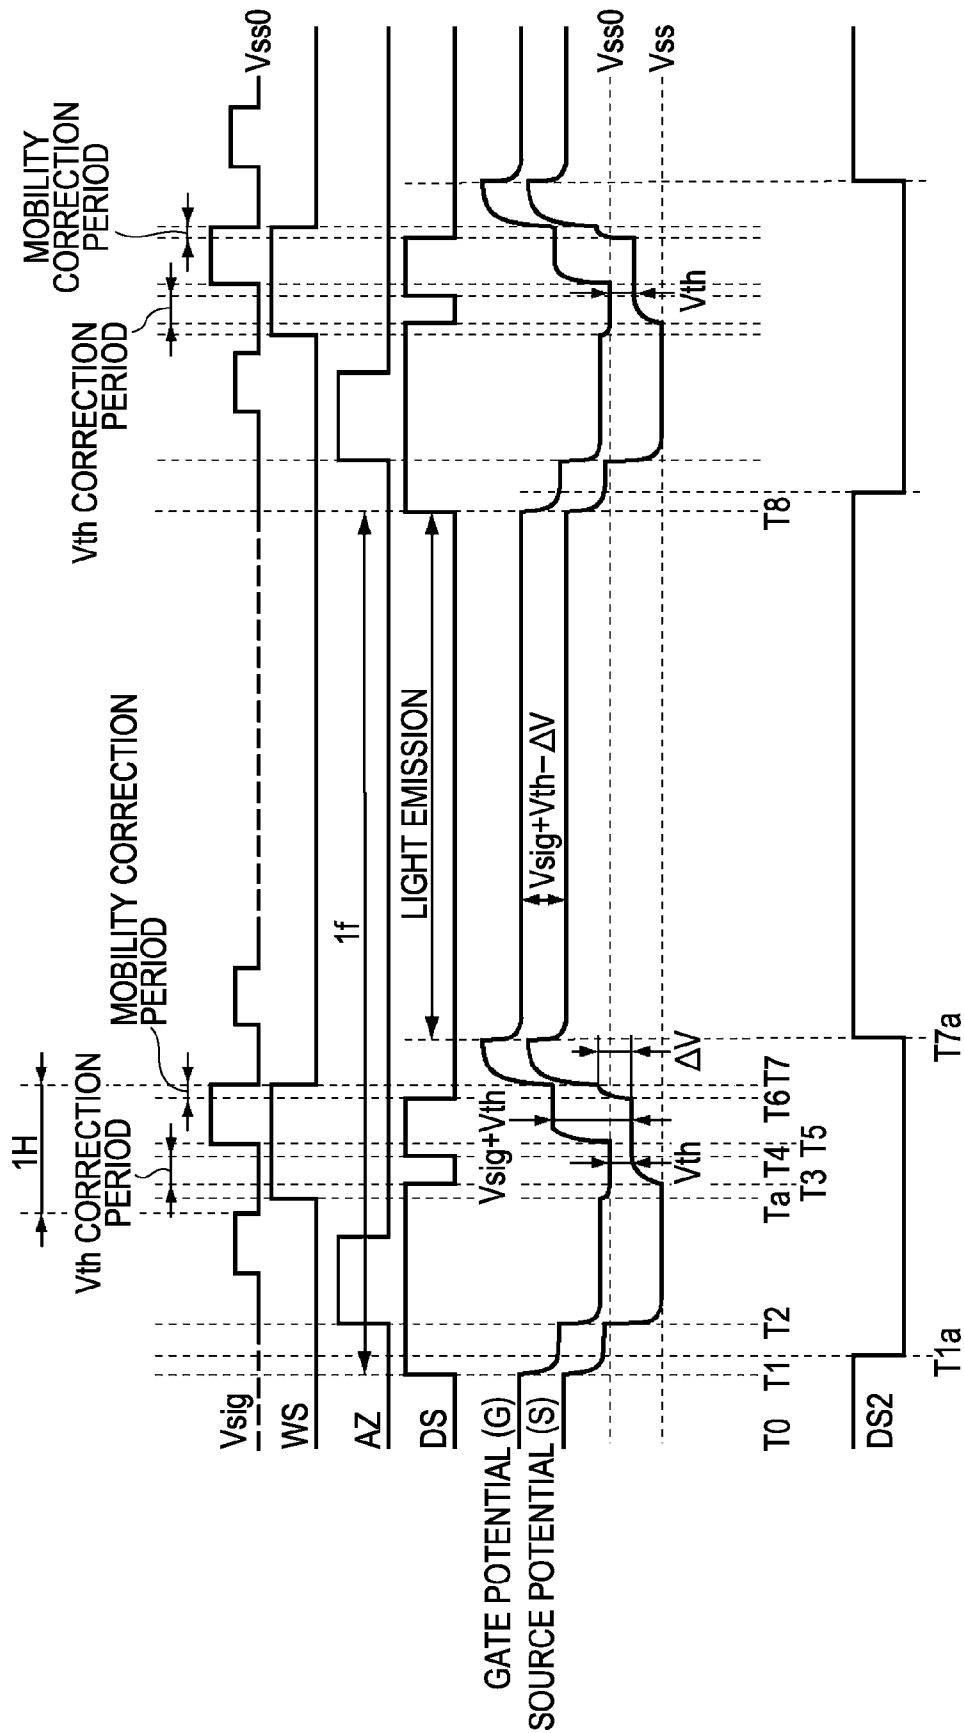 1H
Vth CORRECTION
PERIOD
MOBILITY CORRECTION
PERIOD
Vth CORRECTION
PERIOD
MOBILITY
CORRECTION
PERIOD
Vsig
Vss0
WS
AZ
1f
DS
LIGHT EMISSION
GATE POTENTIAL (G)
SOURCE POTENTIAL (S)
Vsig+Vth
Vsig+Vth−ΔV
Vss0
Vss
Vth
ΔV
Vth
T0
T1
T2
Ta
T3
T4
T5
T6
T7
T8
DS2
T1a
T7a